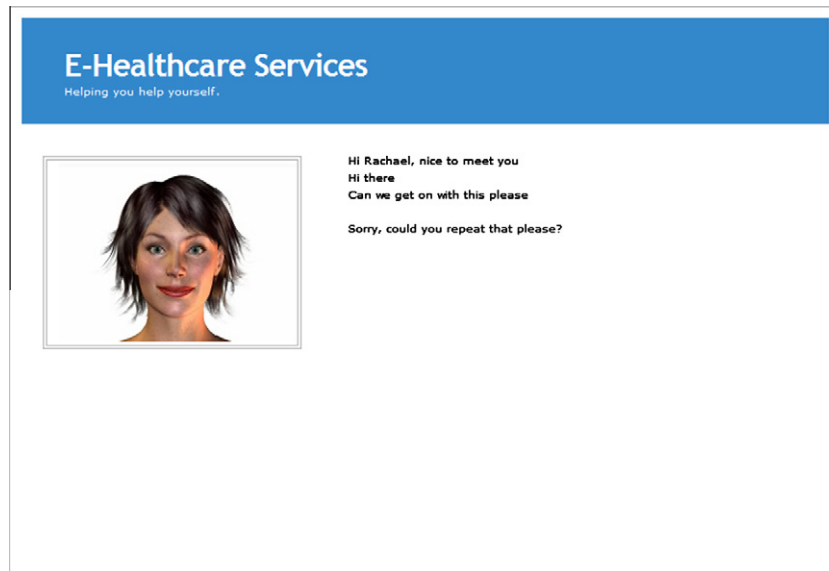 E-Healthcare Services
Helping you help yourself.
Hi Rachael, nice to meet you
Hi there
Can we get on with this please
Sorry, could you repeat that please?